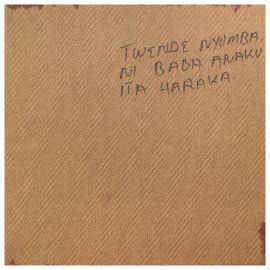 TWENDE NYUMBA.
NI BABA ANAKU
ITA HARAKA.